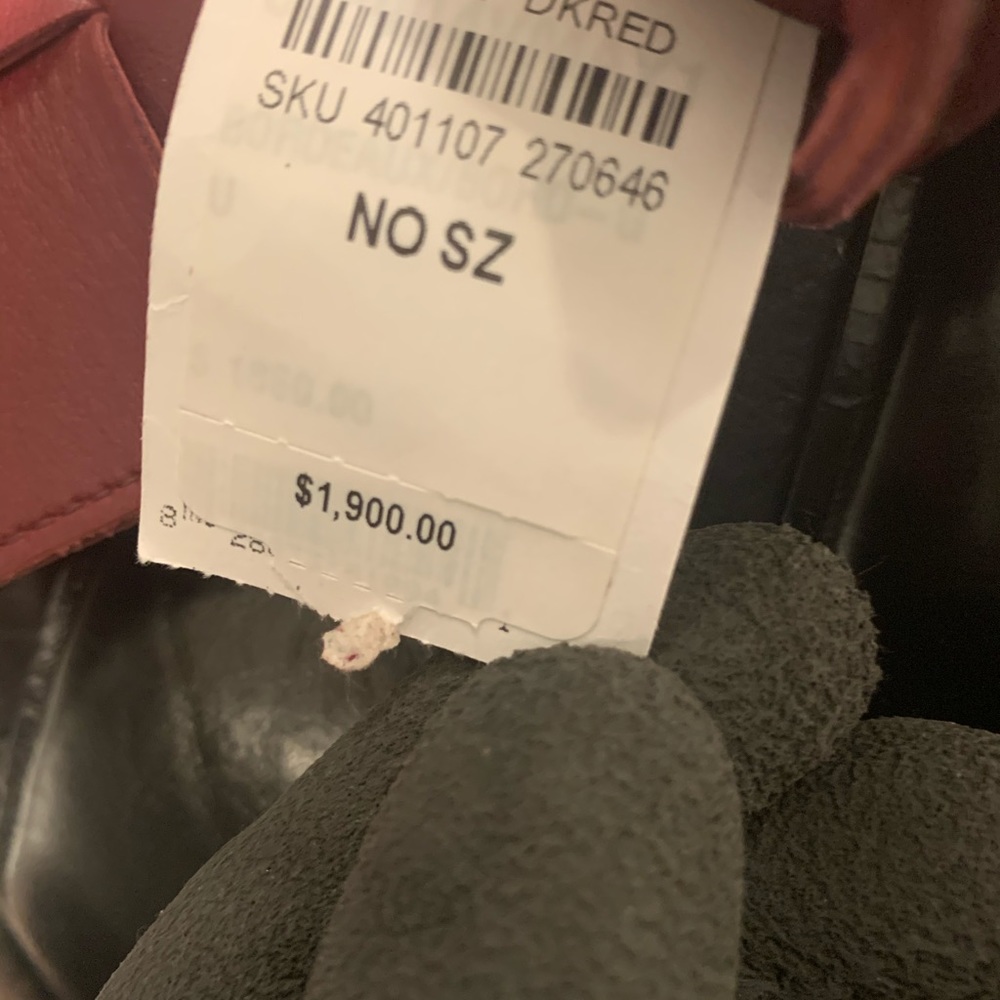 DKRED
SKU 401107 270646
NO SZ
$1,900.00